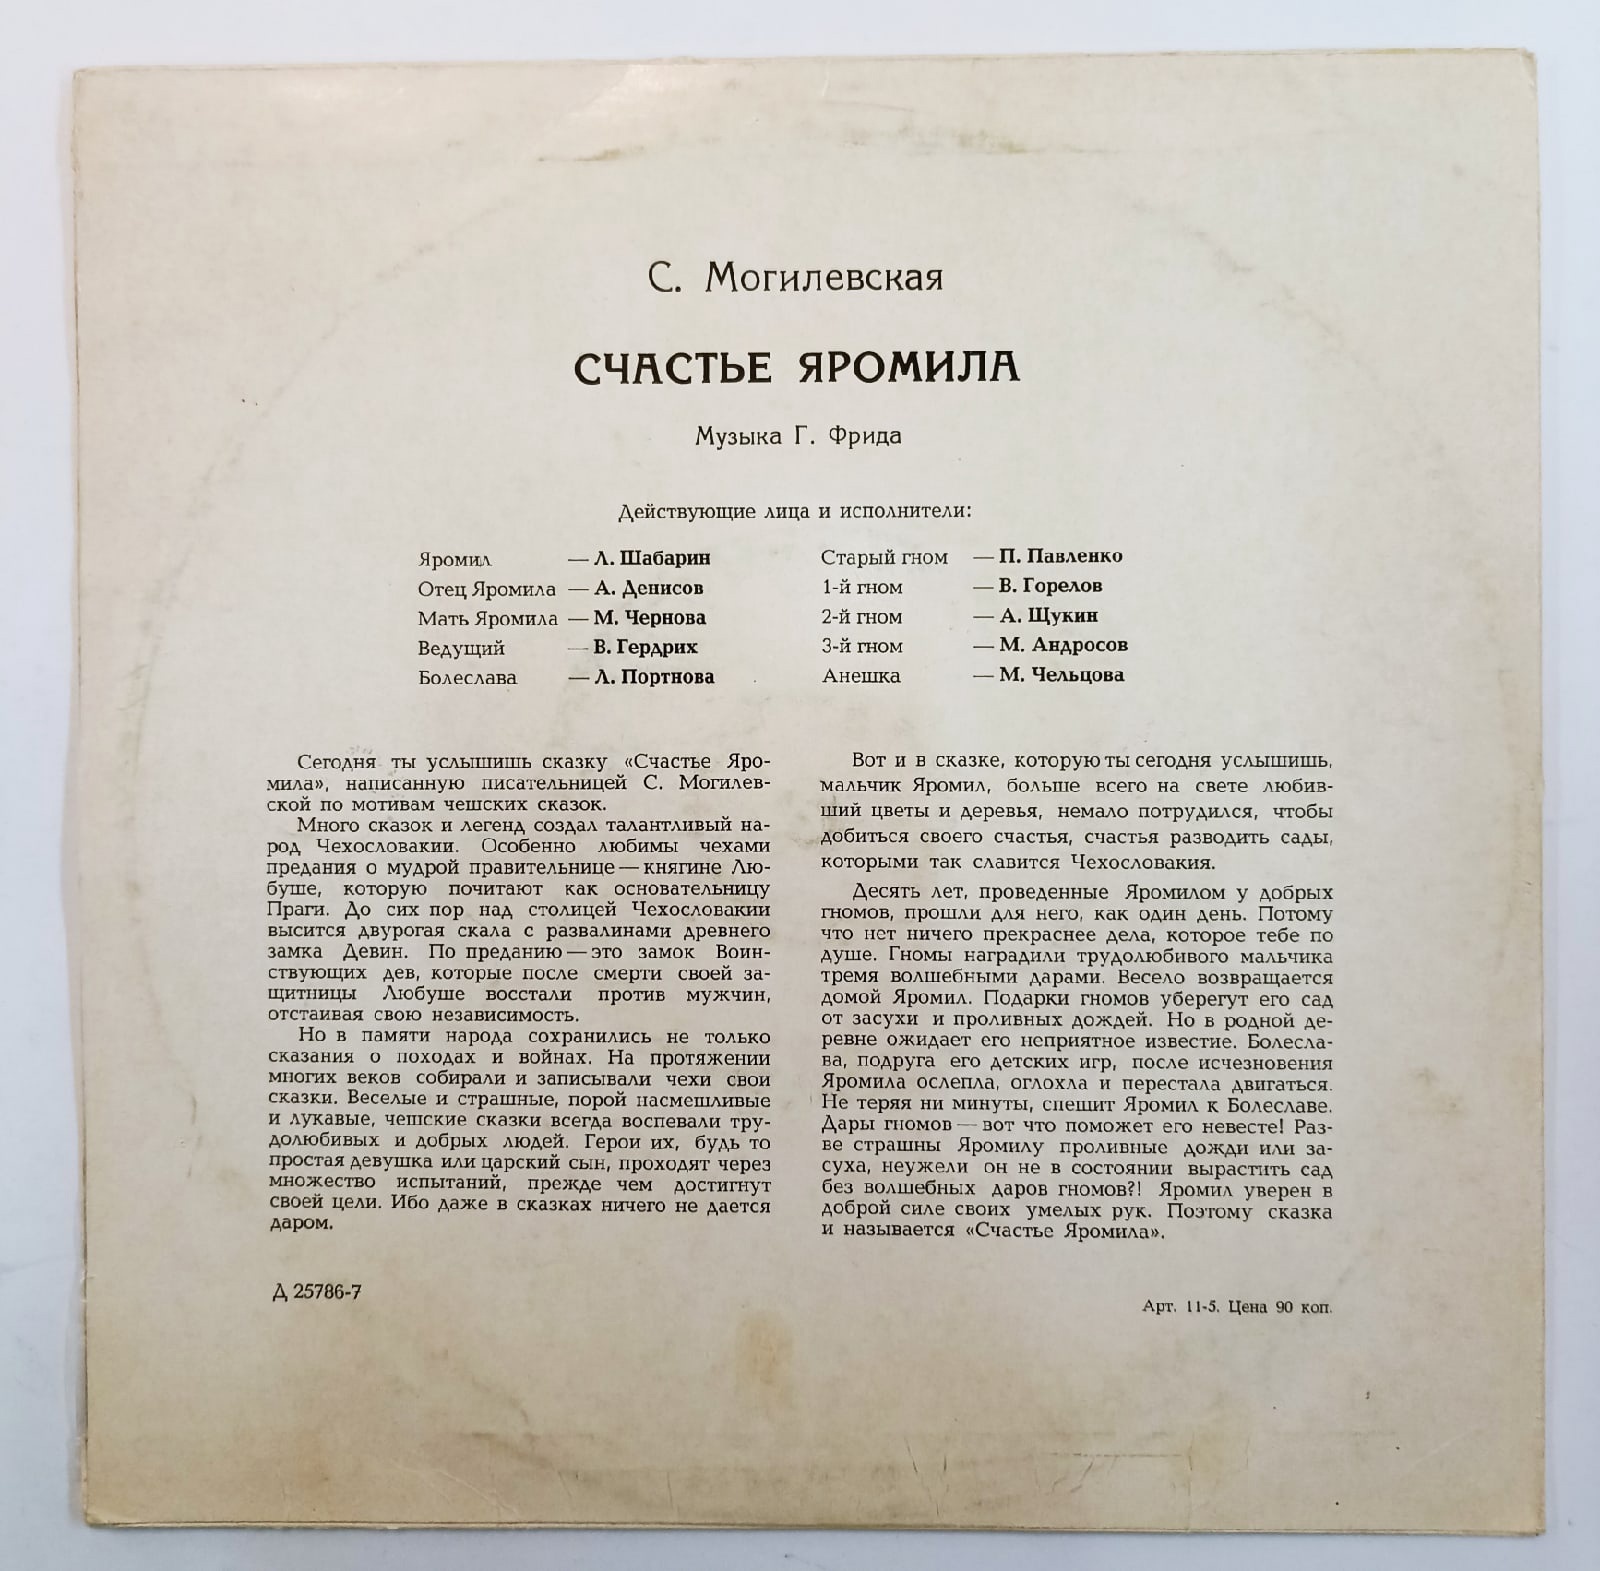 С. Могилевская
СЧАСТЬЕ ЯРОМИЛА
Музыка Г. Фрида
Действующие лица и исполнители:
Яромил — Л. Шабарин
Отец Яромила — А. Денисов
Мать Яромила — М. Чернова
Ведущий — В. Гердрих
Болеслава — Л. Портнова
Старый гном — П. Павленко
1-й гном — В. Горелов
2-й гном — А. Щукин
3-й гном — М. Андросов
Анешка — М. Чельцова
Сегодня ты услышишь сказку «Счастье Яро-
мила», написанную писательницей С. Могилев-
ской по мотивам чешских сказок.
Много сказок и легенд создал талантливый на-
род Чехословакии. Особенно любимы чехами
предания о мудрой правительнице — княгине Лю-
буше, которую почитают как основательницу
Праги. До сих пор над столицей Чехословакии
высится двурогая скала с развалинами древнего
замка Девин. По преданию — это замок Воин-
ствующих дев, которые после смерти своей за-
щитницы Любуше восстали против мужчин,
отстаивая свою независимость.
Но в памяти народа сохранились не только
сказания о походах и войнах. На протяжении
многих веков собирали и записывали чехи свои
сказки. Веселые и страшные, порой насмешливые
и лукавые, чешские сказки всегда воспевали тру-
долюбивых и добрых людей. Герои их, будь то
простая девушка или царский сын, проходят через
множество испытаний, прежде чем достигнут
своей цели. Ибо даже в сказках ничего не дается
даром.
Вот и в сказке, которую ты сегодня услышишь,
мальчик Яромил, больше всего на свете любив-
ший цветы и деревья, немало потрудился, чтобы
добиться своего счастья, счастья разводить сады,
которыми так славится Чехословакия.
Десять лет, проведенные Яромилом у добрых
гномов, прошли для него, как один день. Потому
что нет ничего прекраснее дела, которое тебе по
душе. Гномы наградили трудолюбивого мальчика
тремя волшебными дарами. Весело возвращается
домой Яромил. Подарки гномов уберегут его сад
от засухи и проливных дождей. Но в родной де-
ревне ожидает его неприятное известие. Болесла-
ва, подруга его детских игр, после исчезновения
Яромила ослепла, оглохла и перестала двигаться.
Не теряя ни минуты, спешит Яромил к Болеславе.
Дары гномов — вот что поможет его невесте! Раз-
ве страшны Яромилу проливные дожди или за-
суха, неужели он не в состоянии вырастить сад
без волшебных даров гномов?! Яромил уверен в
доброй силе своих умелых рук. Поэтому сказка
и называется «Счастье Яромила».
Д 25786-7
Арт. 11-5. Цена 90 коп.